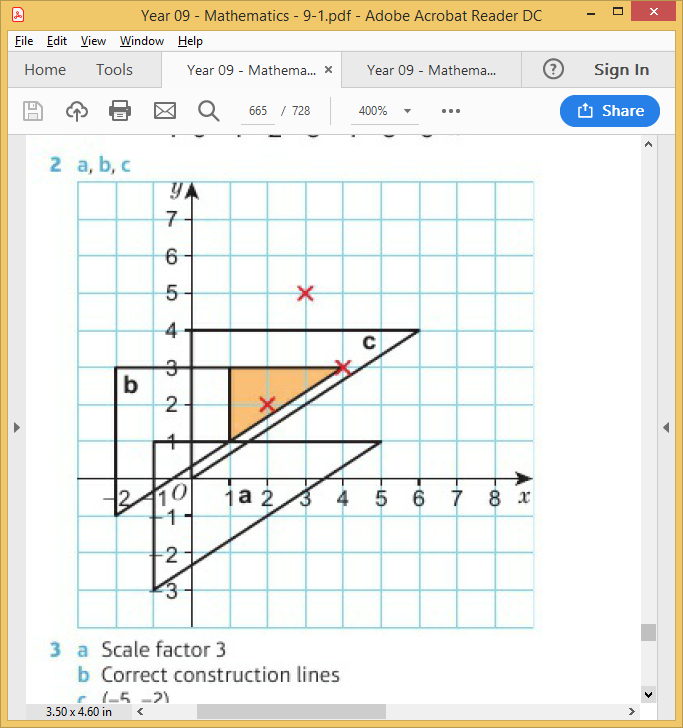 Year 09 - Mathematics - 9-1.pdf - Adobe Acrobat Reader DC
File Edit View Window Help
Home Tools Year 09 - Mathema... × Year 09 - Mathema... Sign In
665 / 728 400% Share
2 a, b, c
y
7
6
5
4
c
3
b
2
1
−2 −1 O 1 a 2 3 4 5 6 7 8 x
−1
−2
−3
3 a Scale factor 3
b Correct construction lines
c (−5, −2)
3.50 x 4.60 in